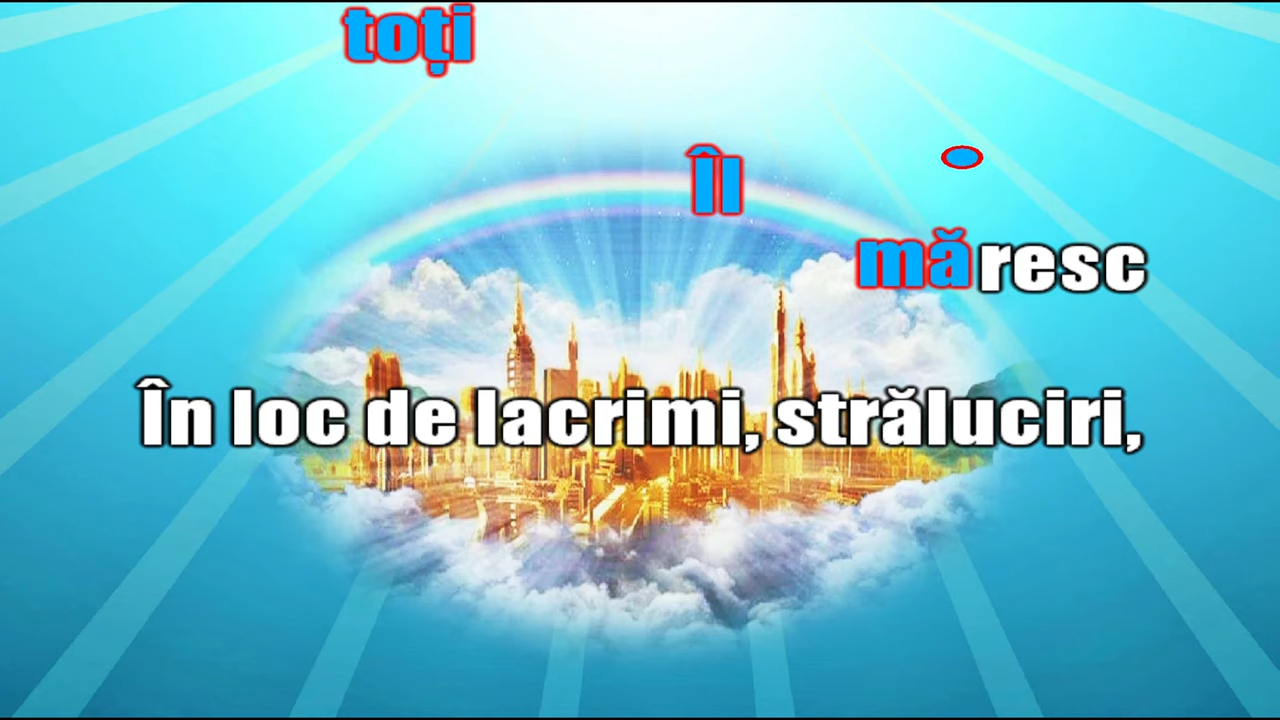 toți
Îl
măresc
În loc de lacrimi, străluciri,